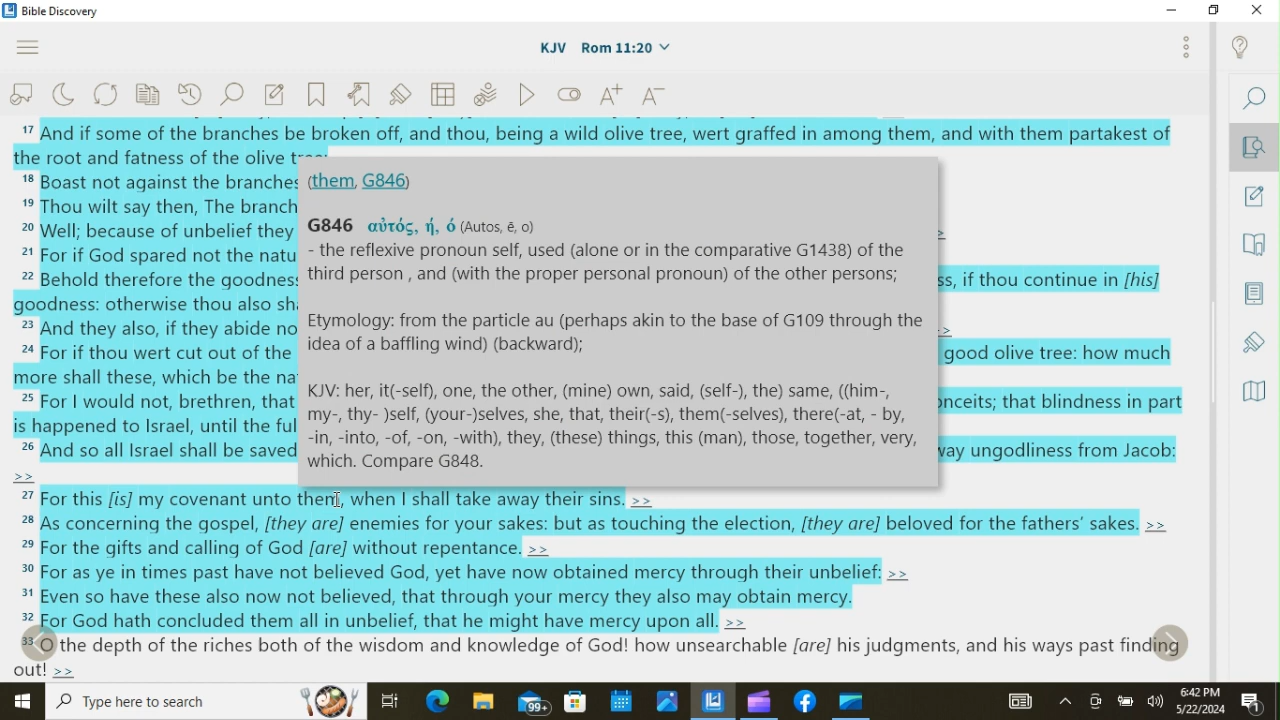 Bible Discovery
KJV Rom 11:20
A+ A−
17 And if some of the branches be broken off, and thou, being a wild olive tree, wert graffed in among them, and with them partakest of
the root and fatness of the olive tree;
18 Boast not against the branches
19 Thou wilt say then, The branch
20 Well; because of unbelief they
21 For if God spared not the natu
22 Behold therefore the goodness ss, if thou continue in [his]
goodness: otherwise thou also sha
23 And they also, if they abide no >
24 For if thou wert cut out of the good olive tree: how much
more shall these, which be the na
25 For I would not, brethren, that onceits; that blindness in part
is happened to Israel, until the ful
26 And so all Israel shall be saved way ungodliness from Jacob:
>>
(them, G846)
G846 αὐτός, ή, ό (Autos, ē, o)
- the reflexive pronoun self, used (alone or in the comparative G1438) of the
third person , and (with the proper personal pronoun) of the other persons;
Etymology: from the particle au (perhaps akin to the base of G109 through the
idea of a baffling wind) (backward);
KJV: her, it(-self), one, the other, (mine) own, said, (self-), the) same, ((him-,
my-, thy- )self, (your-)selves, she, that, their(-s), them(-selves), there(-at, - by,
-in, -into, -of, -on, -with), they, (these) things, this (man), those, together, very,
which. Compare G848.
27 For this [is] my covenant unto them, when I shall take away their sins. >>
28 As concerning the gospel, [they are] enemies for your sakes: but as touching the election, [they are] beloved for the fathers' sakes. >>
29 For the gifts and calling of God [are] without repentance. >>
30 For as ye in times past have not believed God, yet have now obtained mercy through their unbelief: >>
31 Even so have these also now not believed, that through your mercy they also may obtain mercy.
32 For God hath concluded them all in unbelief, that he might have mercy upon all. >>
33 O the depth of the riches both of the wisdom and knowledge of God! how unsearchable [are] his judgments, and his ways past finding
out! >>
Type here to search
99+
6:42 PM
5/22/2024
1